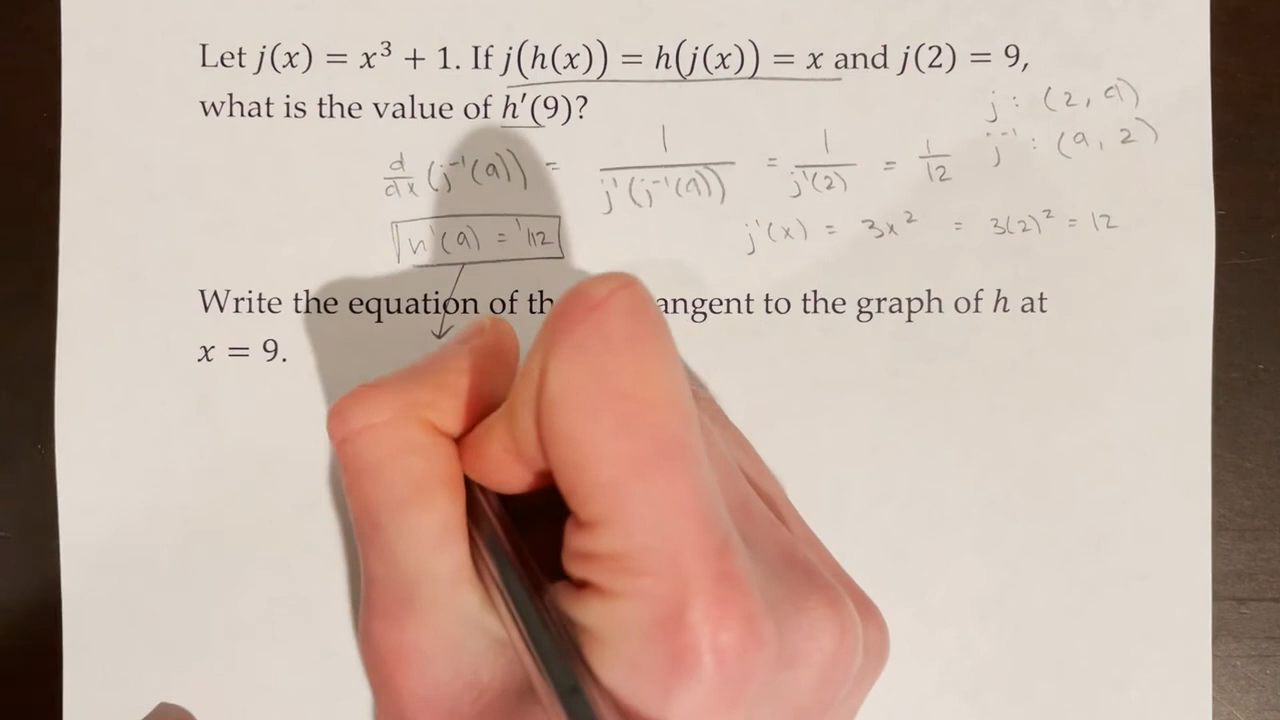 Let j(x) = x³ + 1. If j(h(x)) = h(j(x)) = x and j(2) = 9,
what is the value of h′(9)?
j : (2, 9)
j⁻¹ : (9, 2)
d/dx (j⁻¹(9)) = 1/j'(j⁻¹(9)) = 1/j'(2) = 1/12
j'(x) = 3x² = 3(2)² = 12
h'(9) = 1/12
Write the equation of th angent to the graph of h at
x = 9.